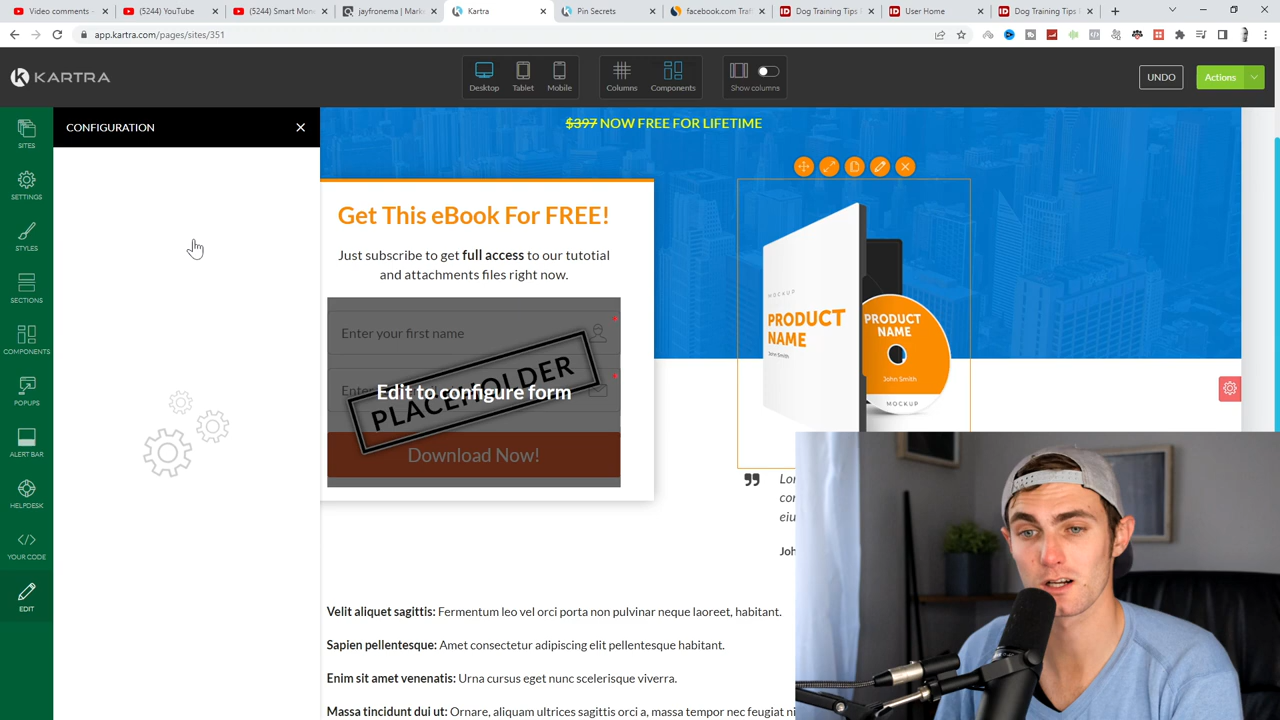 Video comments -
(5244) YouTube
(5244) Smart Mone
jayfronema | Mark
Kartra
Pin Secrets
facebook.com Traf
Dog Training Tips
User Home
Dog Training Tips
app.kartra.com/pages/sites/351
KARTRA
Desktop
Tablet
Mobile
Columns
Components
Show columns
UNDO
Actions
CONFIGURATION
SITES
SETTINGS
STYLES
SECTIONS
COMPONENTS
POPUPS
ALERT BAR
HELPDESK
YOUR CODE
EDIT
$397 NOW FREE FOR LIFETIME
Get This eBook For FREE!
Just subscribe to get full access to our tutotial
and attachments files right now.
Enter your first name
Enter
PLACEHOLDER
Edit to configure form
Download Now!
MOCKUP
PRODUCT
NAME
John Smith
PRODUCT
NAME
John Smith
MOCKUP
Lor
con
eiu
Joh
Velit aliquet sagittis: Fermentum leo vel orci porta non pulvinar neque laoreet, habitant.
Sapien pellentesque: Amet consectetur adipiscing elit pellentesque habitant.
Enim sit amet venenatis: Urna cursus eget nunc scelerisque viverra.
Massa tincidunt dui ut: Ornare, aliquam ultrices sagittis orci a, massa tempor nec feugiat ni